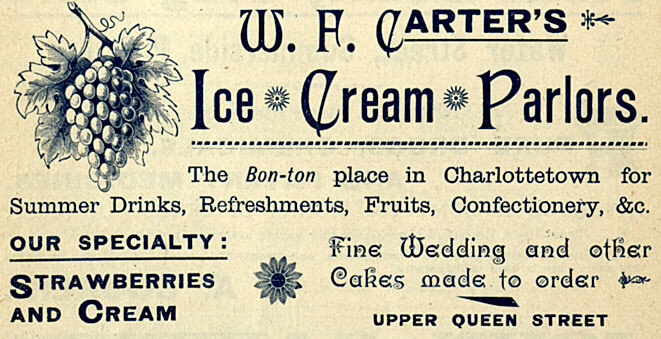 W. F. CARTER'S
Ice Cream Parlors.
The Bon-ton place in Charlottetown for
Summer Drinks, Refreshments, Fruits, Confectionery, &c.
OUR SPECIALTY:
STRAWBERRIES
AND CREAM
Fine Wedding and other
Cakes made to order
UPPER QUEEN STREET